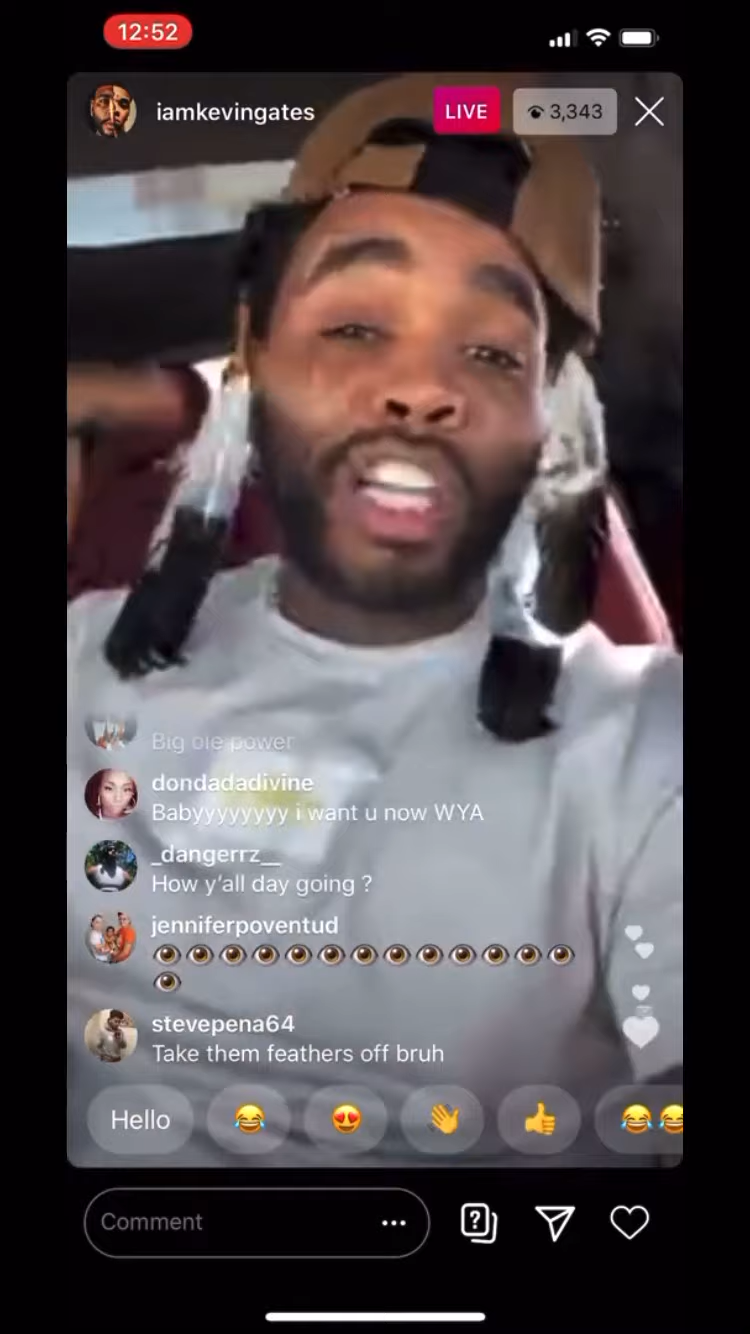 12:52
iamkevingates
LIVE
3,343
Big ole power
dondadadivine
Babyyyyyyyy i want u now WYA
_dangerrz__
How y'all day going ?
jenniferpoventud
👁👁👁👁👁👁👁👁👁👁👁👁👁
👁
stevepena64
Take them feathers off bruh
Hello
😂
😍
👋
👍
😂😂
Comment
...
?